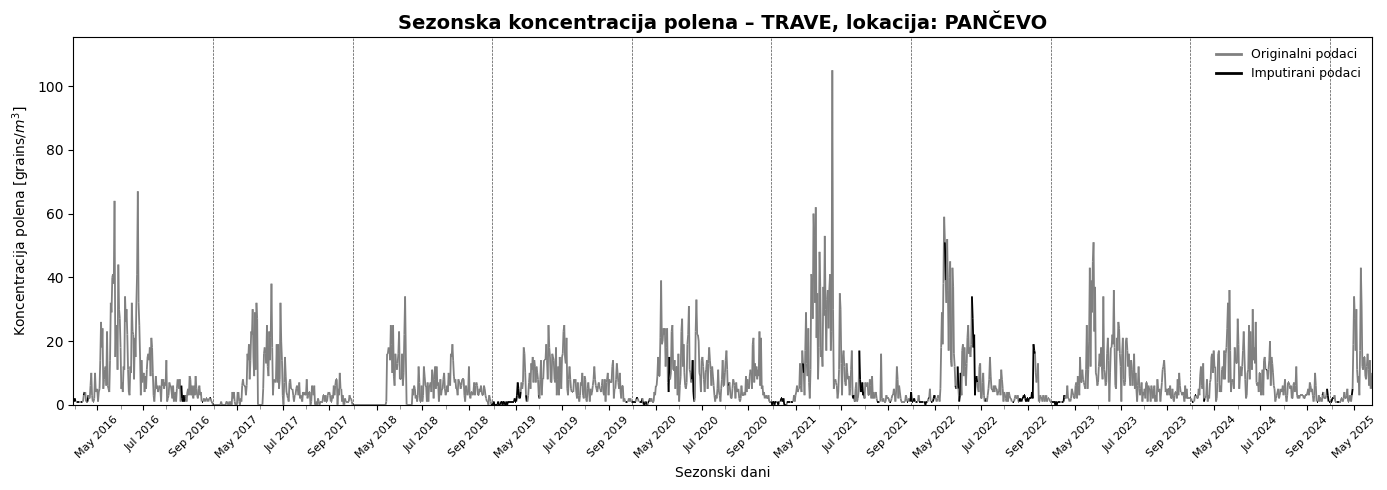 Sezonska koncentracija polena – TRAVE, lokacija: PANČEVO
Koncentracija polena [grains/m³]
100
80
60
40
20
0
Originalni podaci
Imputirani podaci
May 2016
Jul 2016
Sep 2016
May 2017
Jul 2017
Sep 2017
May 2018
Jul 2018
Sep 2018
May 2019
Jul 2019
Sep 2019
May 2020
Jul 2020
Sep 2020
May 2021
Jul 2021
Sep 2021
May 2022
Jul 2022
Sep 2022
May 2023
Jul 2023
Sep 2023
May 2024
Jul 2024
Sep 2024
May 2025
Sezonski dani